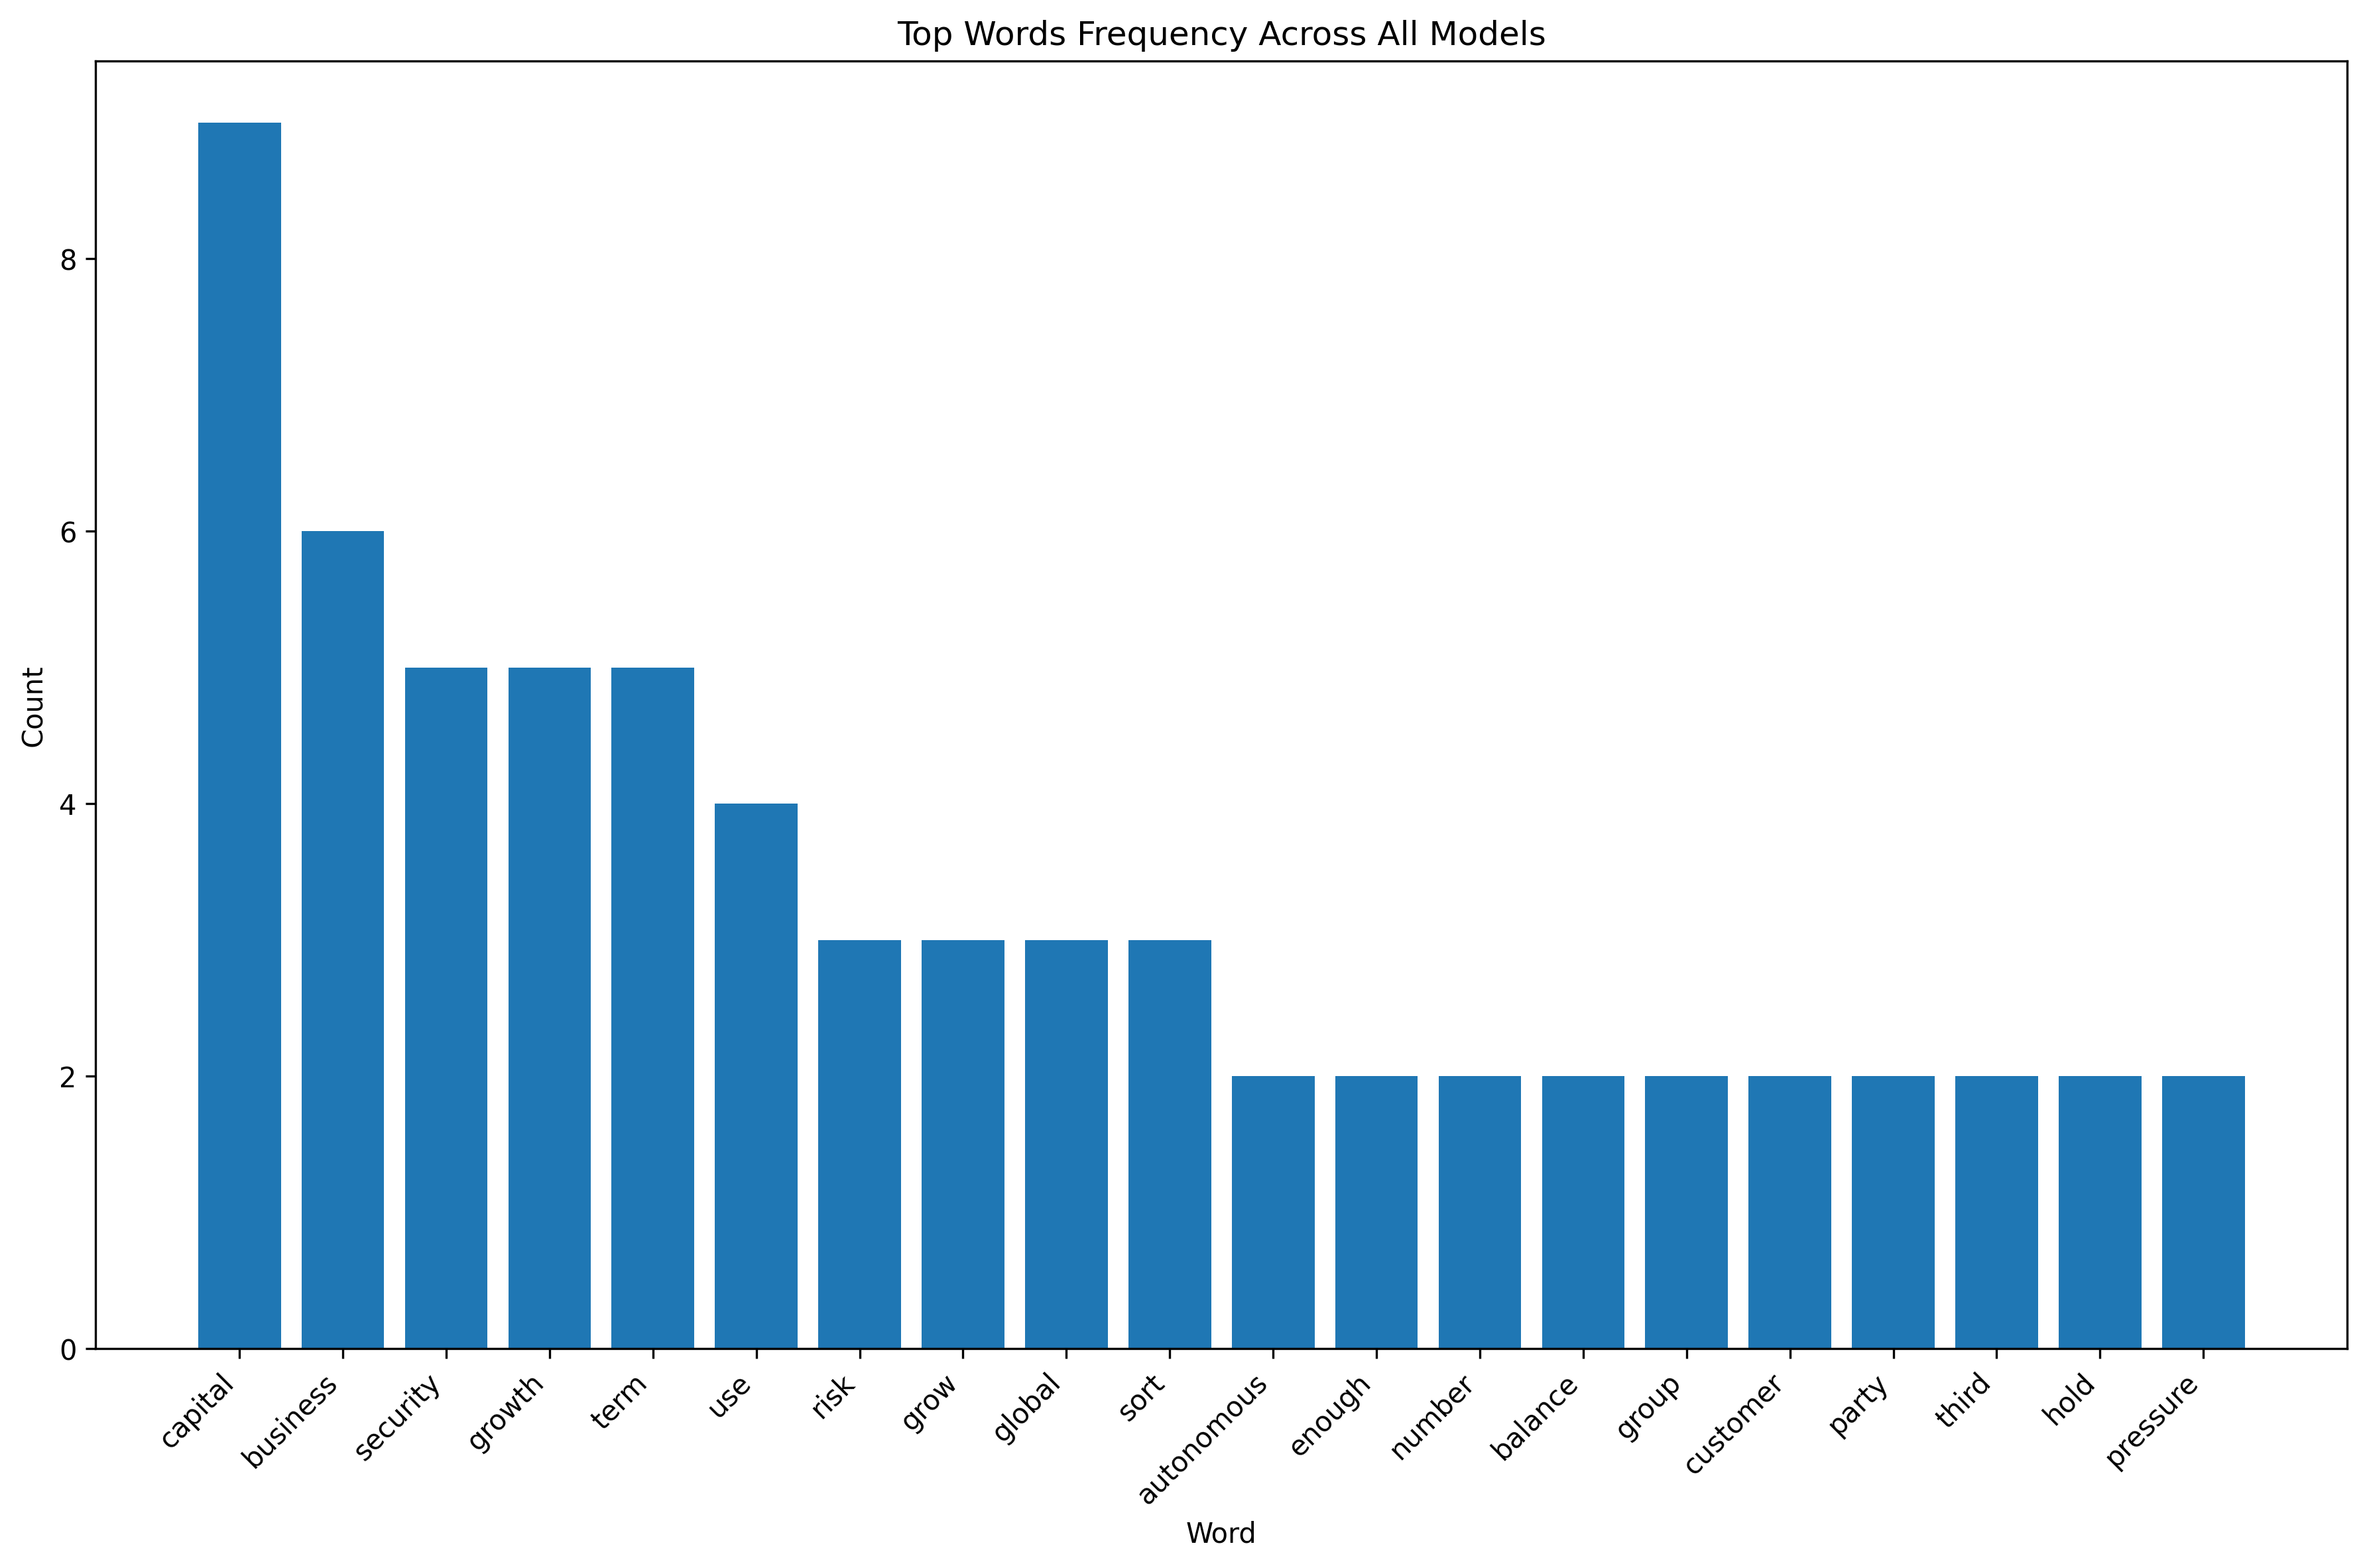 Top Words Frequency Across All Models
Count
8
6
4
2
0
capital
business
security
growth
term
use
risk
grow
global
sort
autonomous
enough
number
balance
group
customer
party
third
hold
pressure
Word